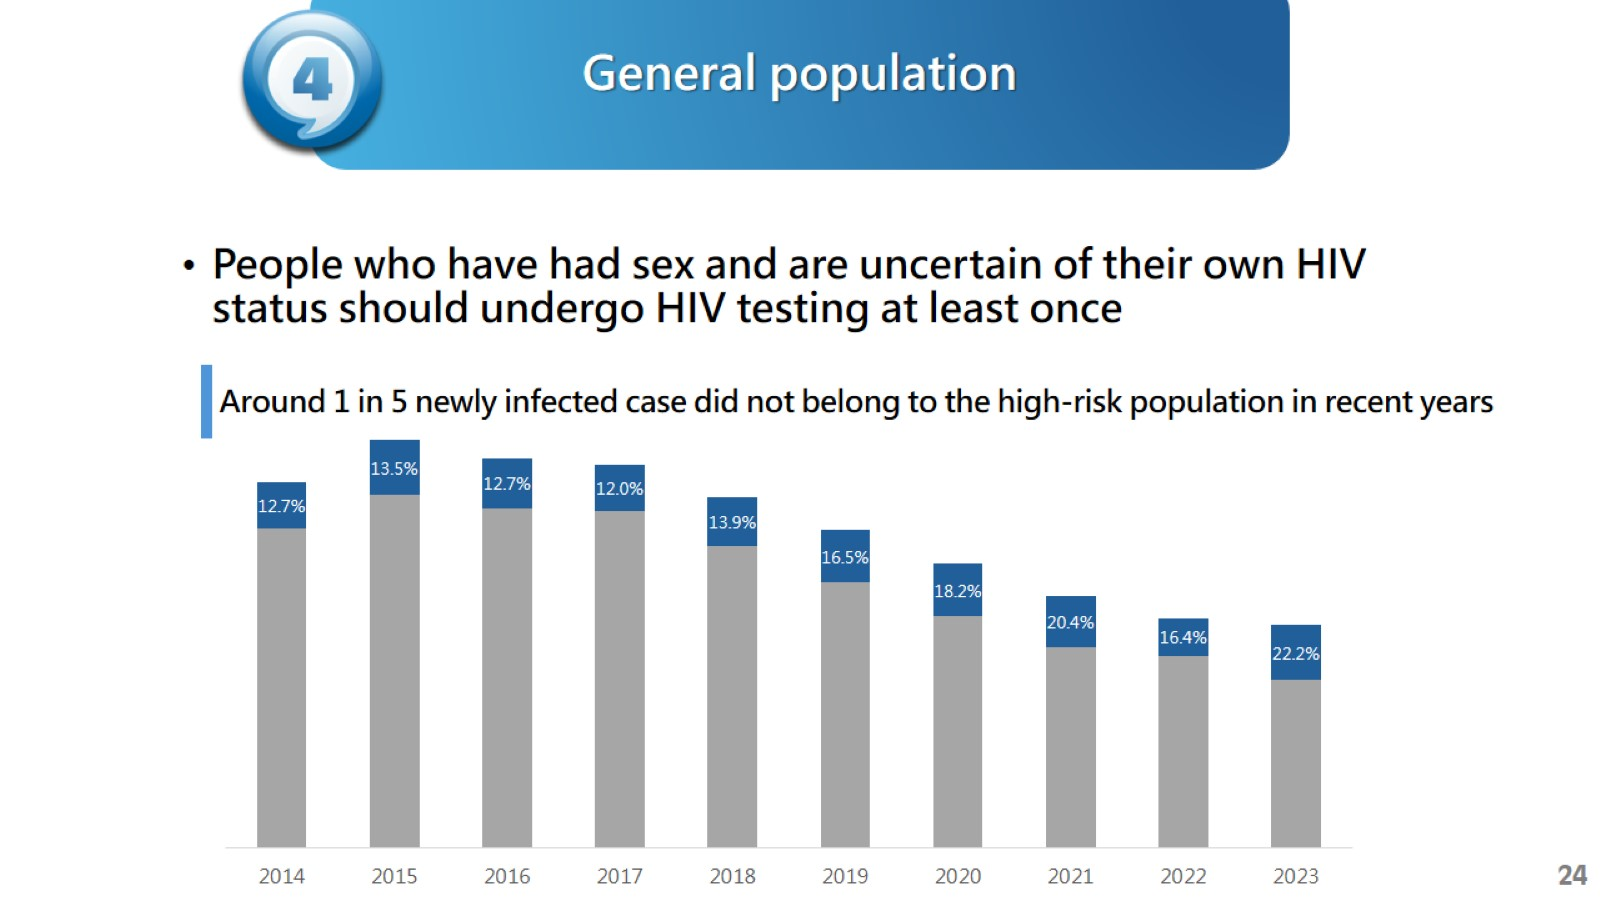 4
General population
• People who have had sex and are uncertain of their own HIV
status should undergo HIV testing at least once
Around 1 in 5 newly infected case did not belong to the high-risk population in recent years
12.7%
13.5%
12.7%
12.0%
13.9%
16.5%
18.2%
20.4%
16.4%
22.2%
2014 2015 2016 2017 2018 2019 2020 2021 2022 2023
24